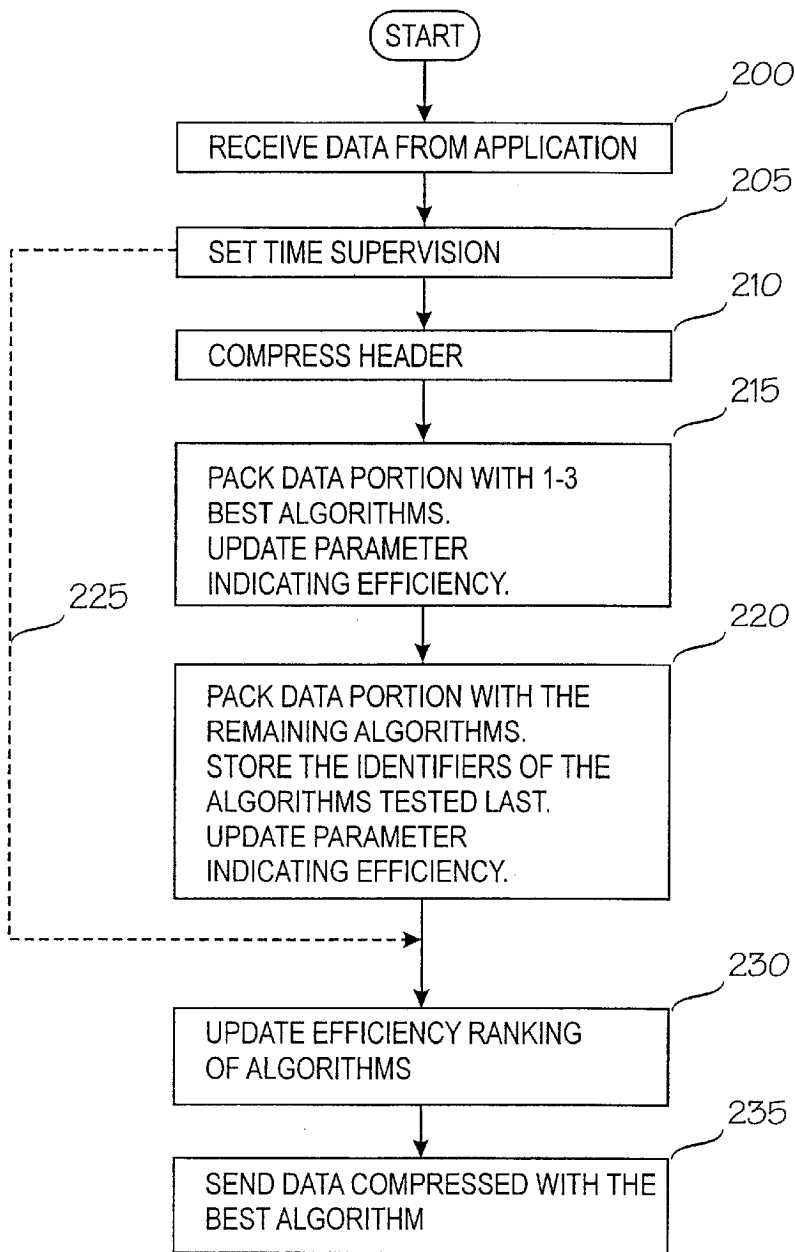 START
200
RECEIVE DATA FROM APPLICATION
205
SET TIME SUPERVISION
210
COMPRESS HEADER
215
PACK DATA PORTION WITH 1-3
BEST ALGORITHMS.
UPDATE PARAMETER
INDICATING EFFICIENCY.
225
220
PACK DATA PORTION WITH THE
REMAINING ALGORITHMS.
STORE THE IDENTIFIERS OF THE
ALGORITHMS TESTED LAST.
UPDATE PARAMETER
INDICATING EFFICIENCY.
230
UPDATE EFFICIENCY RANKING
OF ALGORITHMS
235
SEND DATA COMPRESSED WITH THE
BEST ALGORITHM